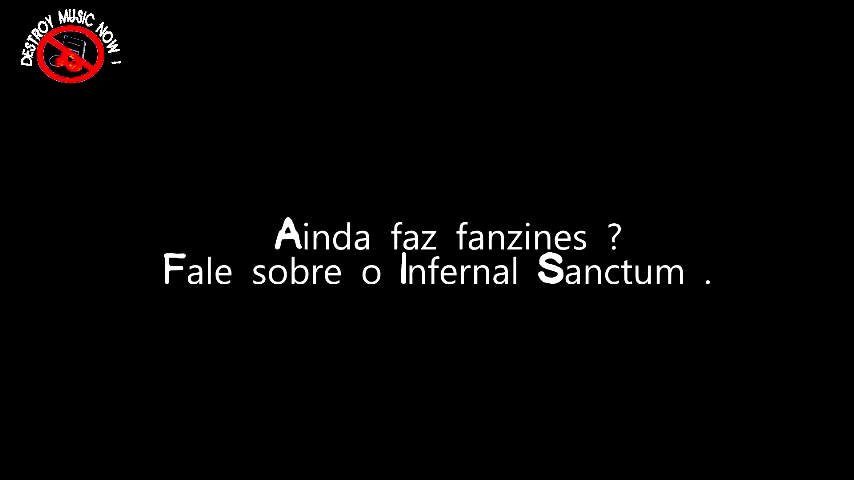 DESTROY MUSIC NOW !
Ainda faz fanzines ?
Fale sobre o Infernal Sanctum .